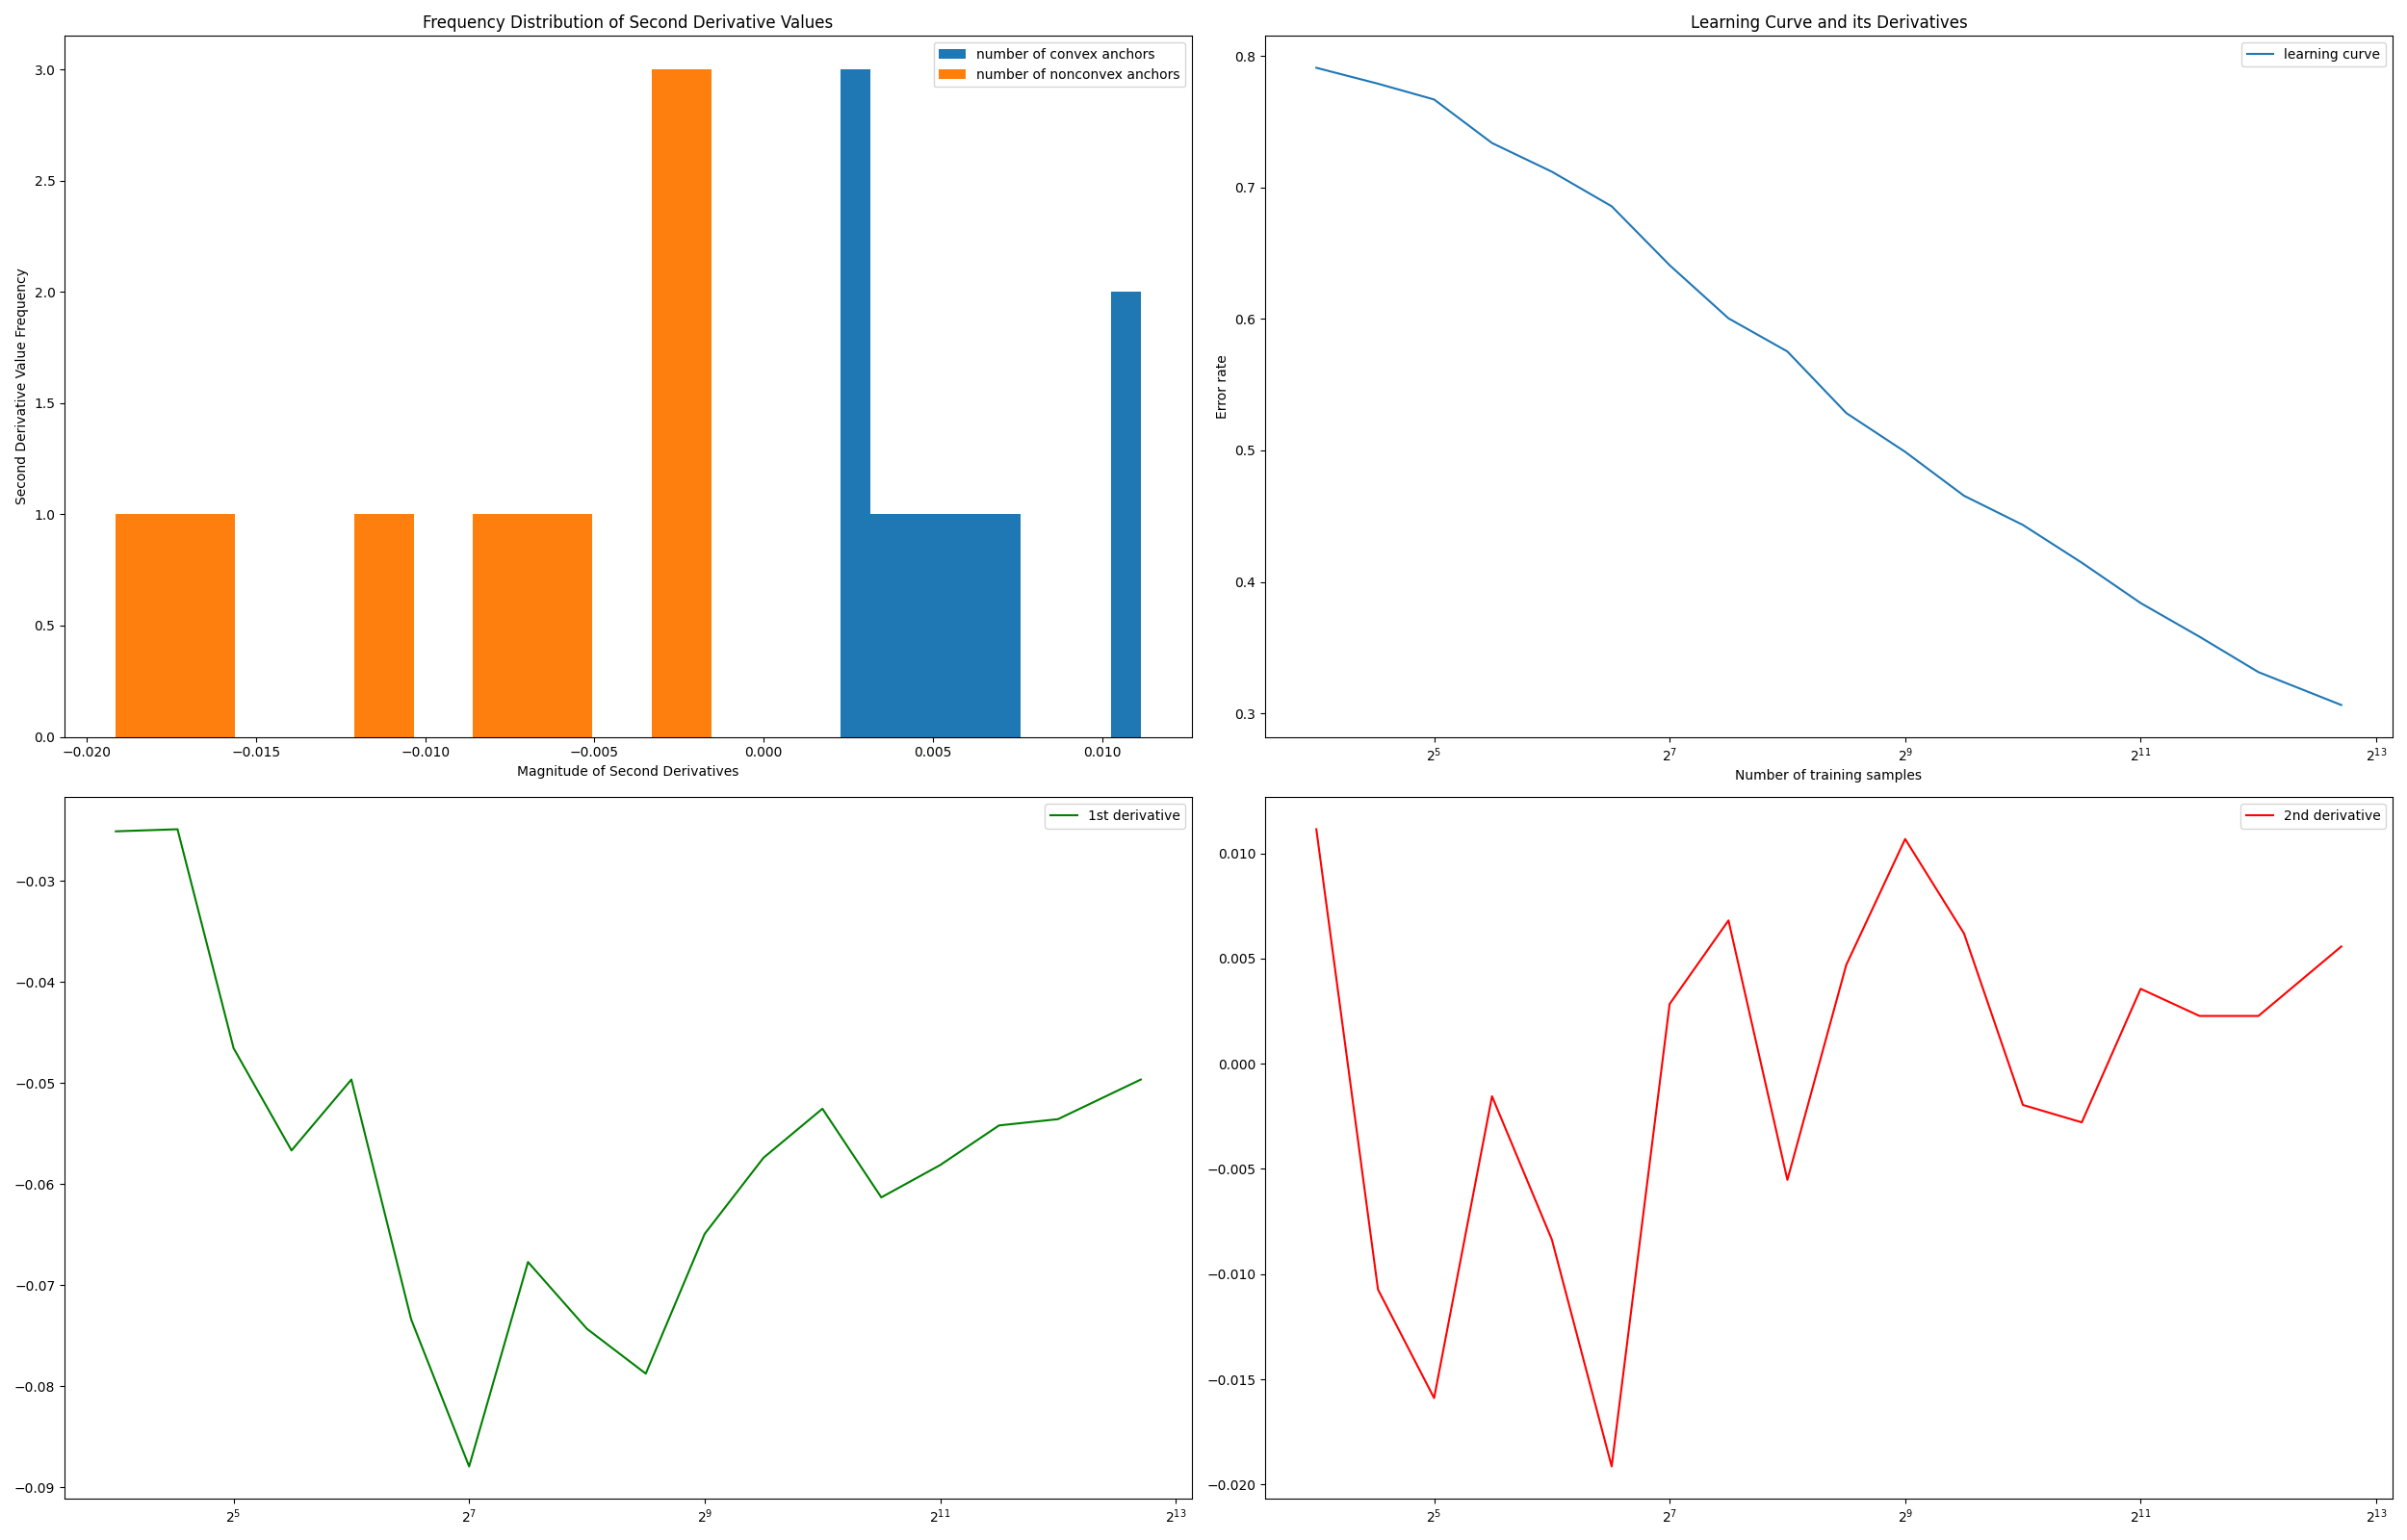 Frequency Distribution of Second Derivative Values
number of convex anchors
number of nonconvex anchors
Second Derivative Value Frequency
3.0
2.5
2.0
1.5
1.0
0.5
0.0
−0.020 −0.015 −0.010 −0.005 0.000 0.005 0.010
Magnitude of Second Derivatives
Learning Curve and its Derivatives
learning curve
Error rate
0.8
0.7
0.6
0.5
0.4
0.3
2^5 2^7 2^9 2^11 2^13
Number of training samples
1st derivative
−0.03
−0.04
−0.05
−0.06
−0.07
−0.08
−0.09
2^5 2^7 2^9 2^11 2^13
2nd derivative
0.010
0.005
0.000
−0.005
−0.010
−0.015
−0.020
2^5 2^7 2^9 2^11 2^13